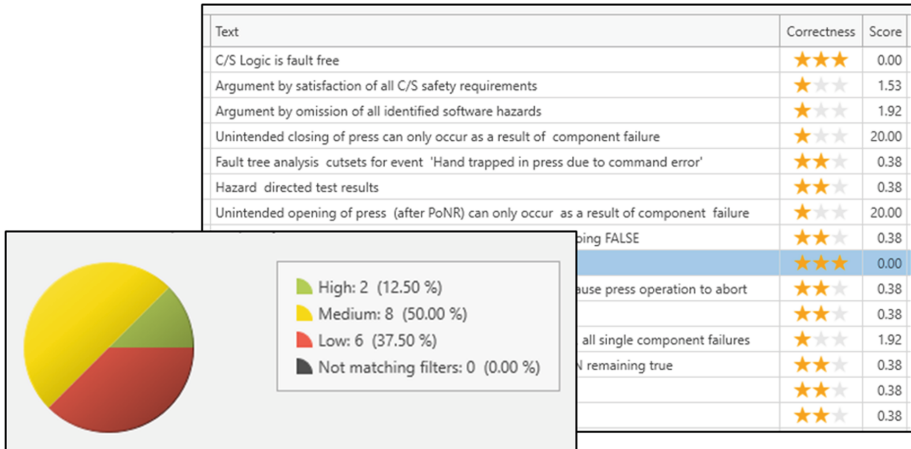 Text Correctness Score
C/S Logic is fault free 0.00
Argument by satisfaction of all C/S safety requirements 1.53
Argument by omission of all identified software hazards 1.92
Unintended closing of press can only occur as a result of component failure 20.00
Fault tree analysis cutsets for event 'Hand trapped in press due to command error' 0.38
Hazard directed test results 0.38
Unintended opening of press (after PoNR) can only occur as a result of component failure 20.00
oing FALSE 0.38
0.00
ause press operation to abort 0.38
0.38
all single component failures 1.92
remaining true 0.38
0.38
0.38
High: 2 (12.50 %)
Medium: 8 (50.00 %)
Low: 6 (37.50 %)
Not matching filters: 0 (0.00 %)